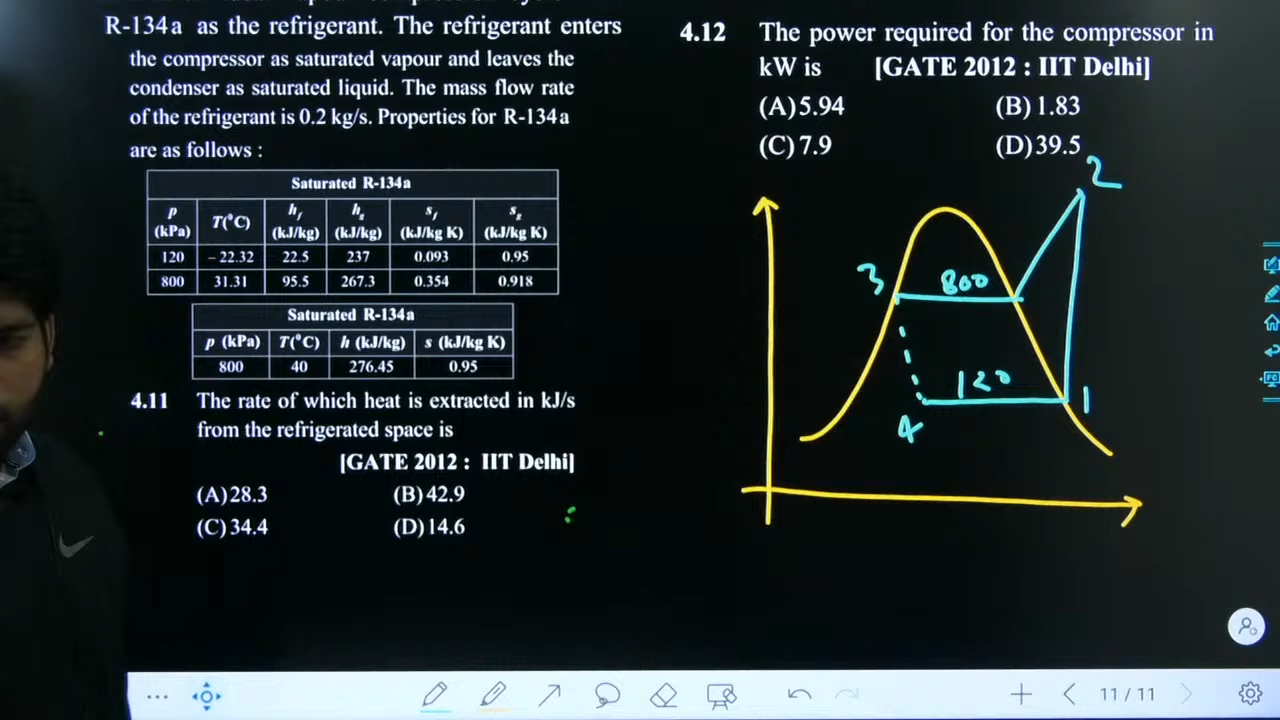 R-134a as the refrigerant. The refrigerant enters
the compressor as saturated vapour and leaves the
condenser as saturated liquid. The mass flow rate
of the refrigerant is 0.2 kg/s. Properties for R-134a
are as follows :
Saturated R-134a
p (kPa) T(°C) h_f (kJ/kg) h_g (kJ/kg) s_f (kJ/kg K) s_g (kJ/kg K)
120 – 22.32 22.5 237 0.093 0.95
800 31.31 95.5 267.3 0.354 0.918
Saturated R-134a
p (kPa) T(°C) h (kJ/kg) s (kJ/kg K)
800 40 276.45 0.95
4.11 The rate of which heat is extracted in kJ/s
from the refrigerated space is
[GATE 2012 : IIT Delhi]
(A) 28.3 (B) 42.9
(C) 34.4 (D) 14.6
4.12 The power required for the compressor in
kW is [GATE 2012 : IIT Delhi]
(A) 5.94 (B) 1.83
(C) 7.9 (D) 39.5
2
3 800
120 1
4
11 / 11